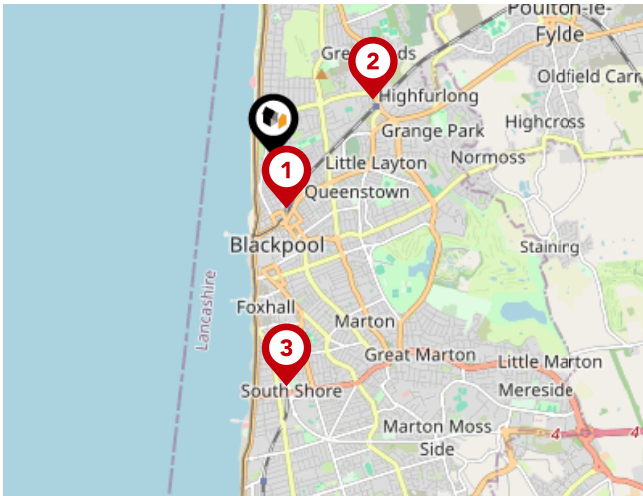 Poulton-le-
Fylde
2
Oldfield Carr
Highfurlong
Highcross
Grange Park
1
Little Layton
Normoss
Queenstown
Blackpool
Staining
Lancashire
Foxhall
Marton
3
Great Marton
Little Marton
South Shore
Mereside
Marton Moss
Side
4
4